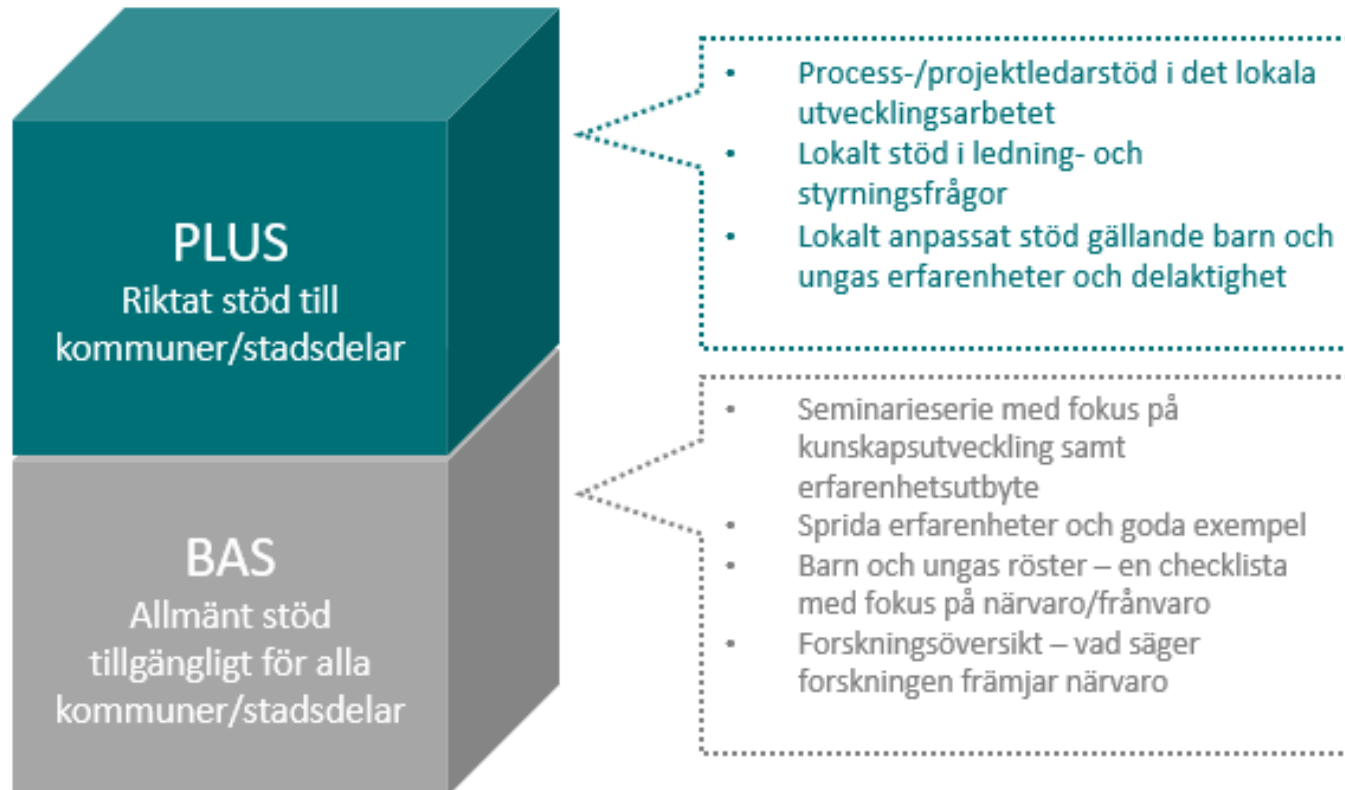 PLUS
Riktat stöd till
kommuner/stadsdelar
• Process-/projektledarstöd i det lokala
utvecklingsarbetet
• Lokalt stöd i ledning- och
styrningsfrågor
• Lokalt anpassat stöd gällande barn och
ungas erfarenheter och delaktighet
BAS
Allmänt stöd
tillgängligt för alla
kommuner/stadsdelar
• Seminarieserie med fokus på
kunskapsutveckling samt
erfarenhetsutbyte
• Sprida erfarenheter och goda exempel
• Barn och ungas röster – en checklista
med fokus på närvaro/frånvaro
• Forskningsöversikt – vad säger
forskningen främjar närvaro